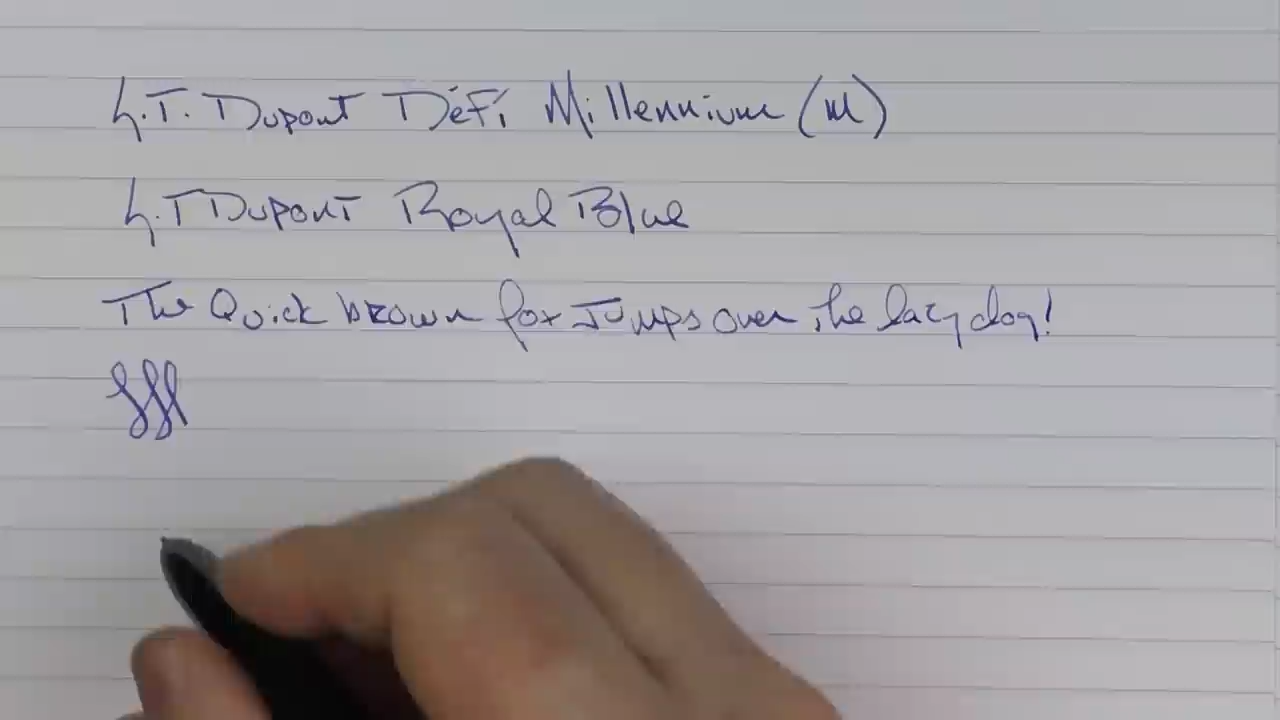 S.T. Dupont DéFi Millennium (M)
S.T Dupont Royal Blue
The Quick brown fox Jumps over the lazy dog!